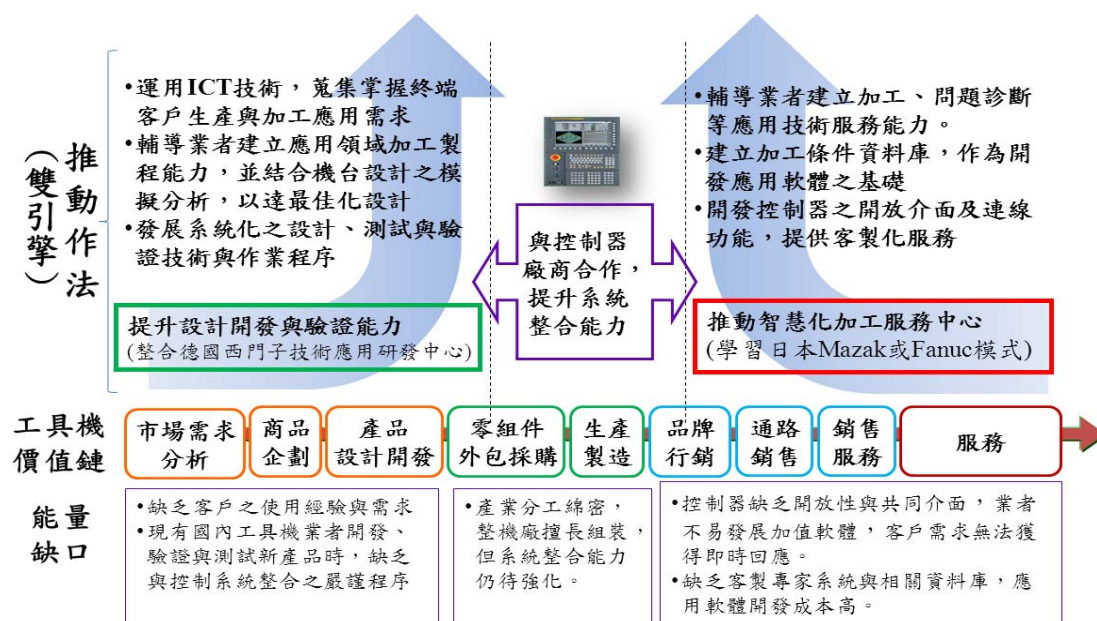 推動作法
(雙引擎)
•運用ICT技術，蒐集掌握終端
客戶生產與加工應用需求
•輔導業者建立應用領域加工製
程能力，並結合機台設計之模
擬分析，以達最佳化設計
•發展系統化之設計、測試與驗
證技術與作業程序
提升設計開發與驗證能力
(整合德國西門子技術應用研發中心)
與控制器
廠商合作，
提升系統
整合能力
•輔導業者建立加工、問題診斷
等應用技術服務能力。
•建立加工條件資料庫，作為開
發應用軟體之基礎
•開發控制器之開放介面及連線
功能，提供客製化服務
推動智慧化加工服務中心
(學習日本Mazak或Fanuc模式)
工具機
價值鏈
市場需求
分析
商品
企劃
產品
設計開發
零組件
外包採購
生產
製造
品牌
行銷
通路
銷售
銷售
服務
服務
能量
缺口
•缺乏客戶之使用經驗與需求
•現有國內工具機業者開發、
驗證與測試新產品時，缺乏
與控制系統整合之嚴謹程序
•產業分工綿密，
整機廠擅長組裝，
但系統整合能力
仍待強化。
•控制器缺乏開放性與共同介面，業者
不易發展加值軟體，客戶需求無法獲
得即時回應。
•缺乏客製專家系統與相關資料庫，應
用軟體開發成本高。